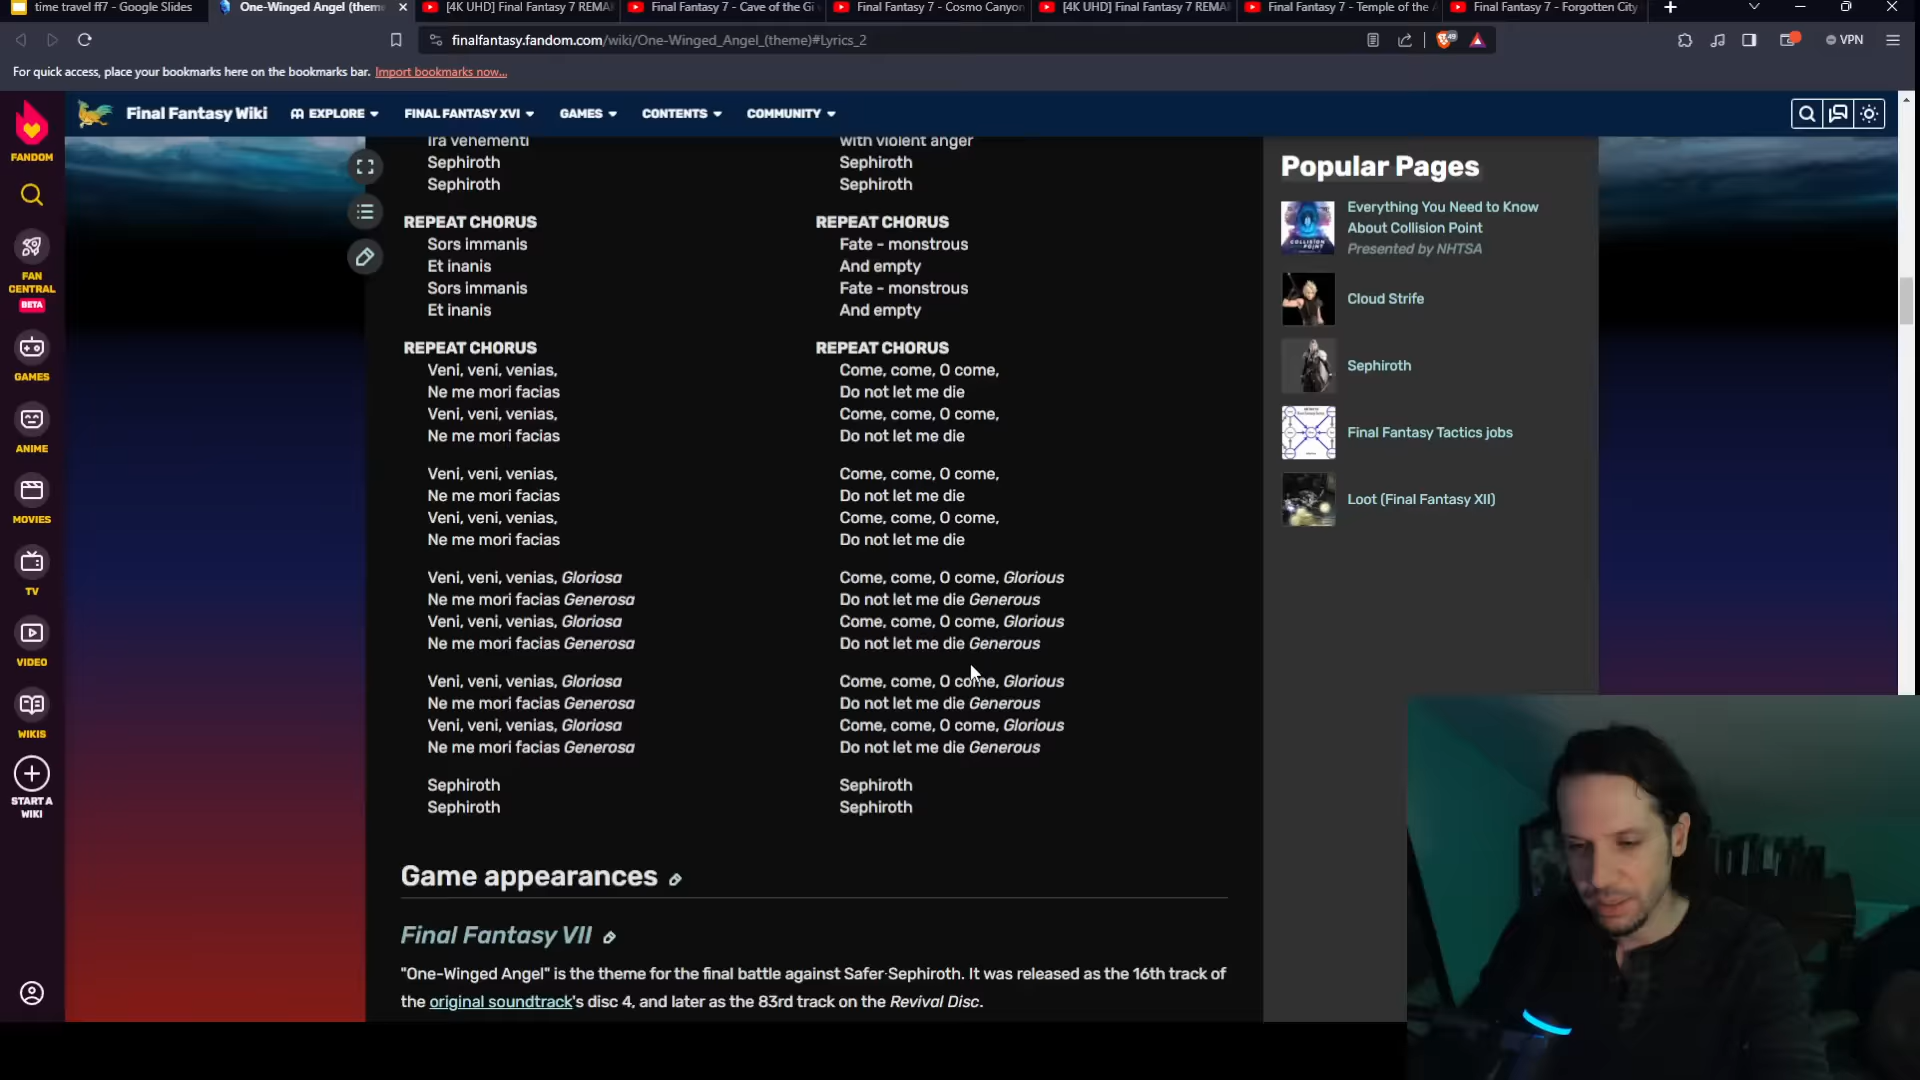 time travel ff7 - Google Slides
One-Winged Angel (them
[4K UHD] Final Fantasy 7 REMA
Final Fantasy 7 - Cave of the Gi
Final Fantasy 7 - Cosmo Canyon
[4K UHD] Final Fantasy 7 REMA
Final Fantasy 7 - Temple of the
Final Fantasy 7 - Forgotten City
finalfantasy.fandom.com/wiki/One-Winged_Angel_(theme)#Lyrics_2
VPN
For quick access, place your bookmarks here on the bookmarks bar. Import bookmarks now...
FANDOM
FAN
CENTRAL
BETA
GAMES
ANIME
MOVIES
TV
VIDEO
WIKIS
START A
WIKI
Final Fantasy Wiki
EXPLORE
FINAL FANTASY XVI
GAMES
CONTENTS
COMMUNITY
Ira vehementi
Sephiroth
Sephiroth
REPEAT CHORUS
Sors immanis
Et inanis
Sors immanis
Et inanis
REPEAT CHORUS
Veni, veni, venias,
Ne me mori facias
Veni, veni, venias,
Ne me mori facias
Veni, veni, venias,
Ne me mori facias
Veni, veni, venias,
Ne me mori facias
Veni, veni, venias, Gloriosa
Ne me mori facias Generosa
Veni, veni, venias, Gloriosa
Ne me mori facias Generosa
Veni, veni, venias, Gloriosa
Ne me mori facias Generosa
Veni, veni, venias, Gloriosa
Ne me mori facias Generosa
Sephiroth
Sephiroth
with violent anger
Sephiroth
Sephiroth
REPEAT CHORUS
Fate - monstrous
And empty
Fate - monstrous
And empty
REPEAT CHORUS
Come, come, O come,
Do not let me die
Come, come, O come,
Do not let me die
Come, come, O come,
Do not let me die
Come, come, O come,
Do not let me die
Come, come, O come, Glorious
Do not let me die Generous
Come, come, O come, Glorious
Do not let me die Generous
Come, come, O come, Glorious
Do not let me die Generous
Come, come, O come, Glorious
Do not let me die Generous
Sephiroth
Sephiroth
Game appearances
Final Fantasy VII
"One-Winged Angel" is the theme for the final battle against Safer∙Sephiroth. It was released as the 16th track of
the original soundtrack's disc 4, and later as the 83rd track on the Revival Disc.
Popular Pages
Everything You Need to Know
About Collision Point
Presented by NHTSA
Cloud Strife
Sephiroth
Final Fantasy Tactics jobs
Loot (Final Fantasy XII)